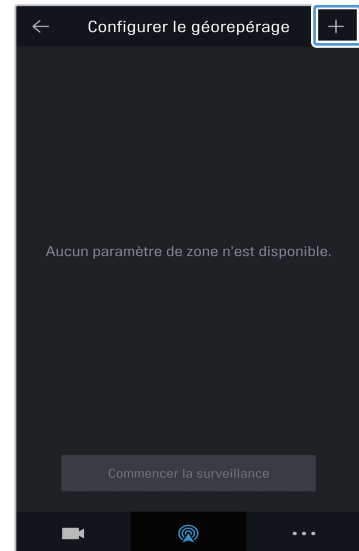 Configurer le géorepérage
Aucun paramètre de zone n'est disponible.
Commencer la surveillance